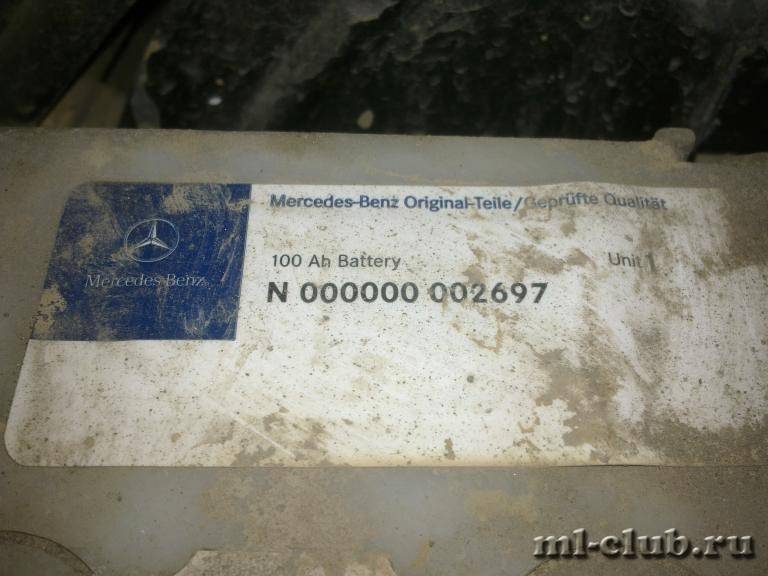 Mercedes-Benz Original-Teile/Geprüfte Qualität
Mercedes-Benz
100 Ah Battery Unit 1
N 000000 002697
ml-club.ru